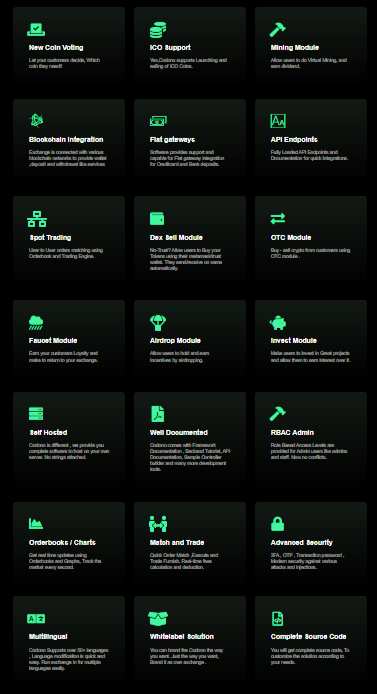 New Coin Voting
Let your customers decide, Which
coin they need!!
ICO Support
Yes,Codono supports Launching and
selling of ICO Coins.
Mining Module
Allow users to do Virtual Mining, and
earn dividend.
Blockchain Integration
Exchange is connected with various
blockchain networks to provide wallet
,deposit and withdrawal like services
Fiat gateways
Software provides support and
capable for Fiat gateway integration
for Creditcard and Bank deposits.
API Endpoints
Fully Loaded API Endpoints and
Documentation for quick integrations.
Spot Trading
User to User orders matching using
Orderbook and Trading Engine.
Dex Sell Module
No-Trust? Allow users to Buy your
Tokens using their metamask/trust
wallet. They send/receive on same
automatically.
OTC Module
Buy - sell crypto from customers using
OTC module .
Faucet Module
Earn your customers Loyalty and
make to return to your exchange.
Airdrop Module
Allow users to hold and earn
incentives by airdropping.
Invest Module
Make users to invest in Great projects
and allow them to earn interest over it.
Self Hosted
Codono is different , we provide you
complete software to host on your own
server. No strings attached.
Well Documented
Codono comes with Framework
Documentation , Backend Tutorial, API
Documentation, Sample Controller
builder and many more development
tools.
RBAC Admin
Role Based Access Levels are
provided for Admin users like admins
and staff. Now no conflicts.
Orderbooks / Charts
Get real time updates using
Orderbooks and Graphs, Track the
market every second.
Match and Trade
Quick Order Match ,Execute and
Trade Furnish. Real-time fees
calculation and deduction.
Advanced Security
2FA , OTP , Transaction password ,
Modern security against various
attacks and injections.
Multilingual
Codono Supports over 50+ languages
, Language modification is quick and
easy. Run exchange in for multiple
languages easily.
Whitelabel Solution
You can brand the Codono the way
you want. Just the way you want,
Brand it as own exchange .
Complete Source Code
You will get complete source code, To
customize the solution according to
your needs.